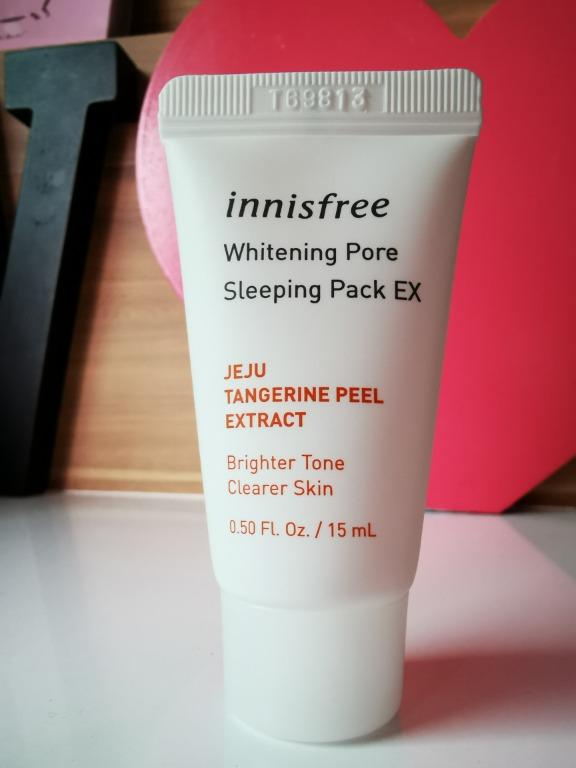 T69813
innisfree
Whitening Pore
Sleeping Pack EX
JEJU
TANGERINE PEEL
EXTRACT
Brighter Tone
Clearer Skin
0.50 Fl. Oz. / 15 mL